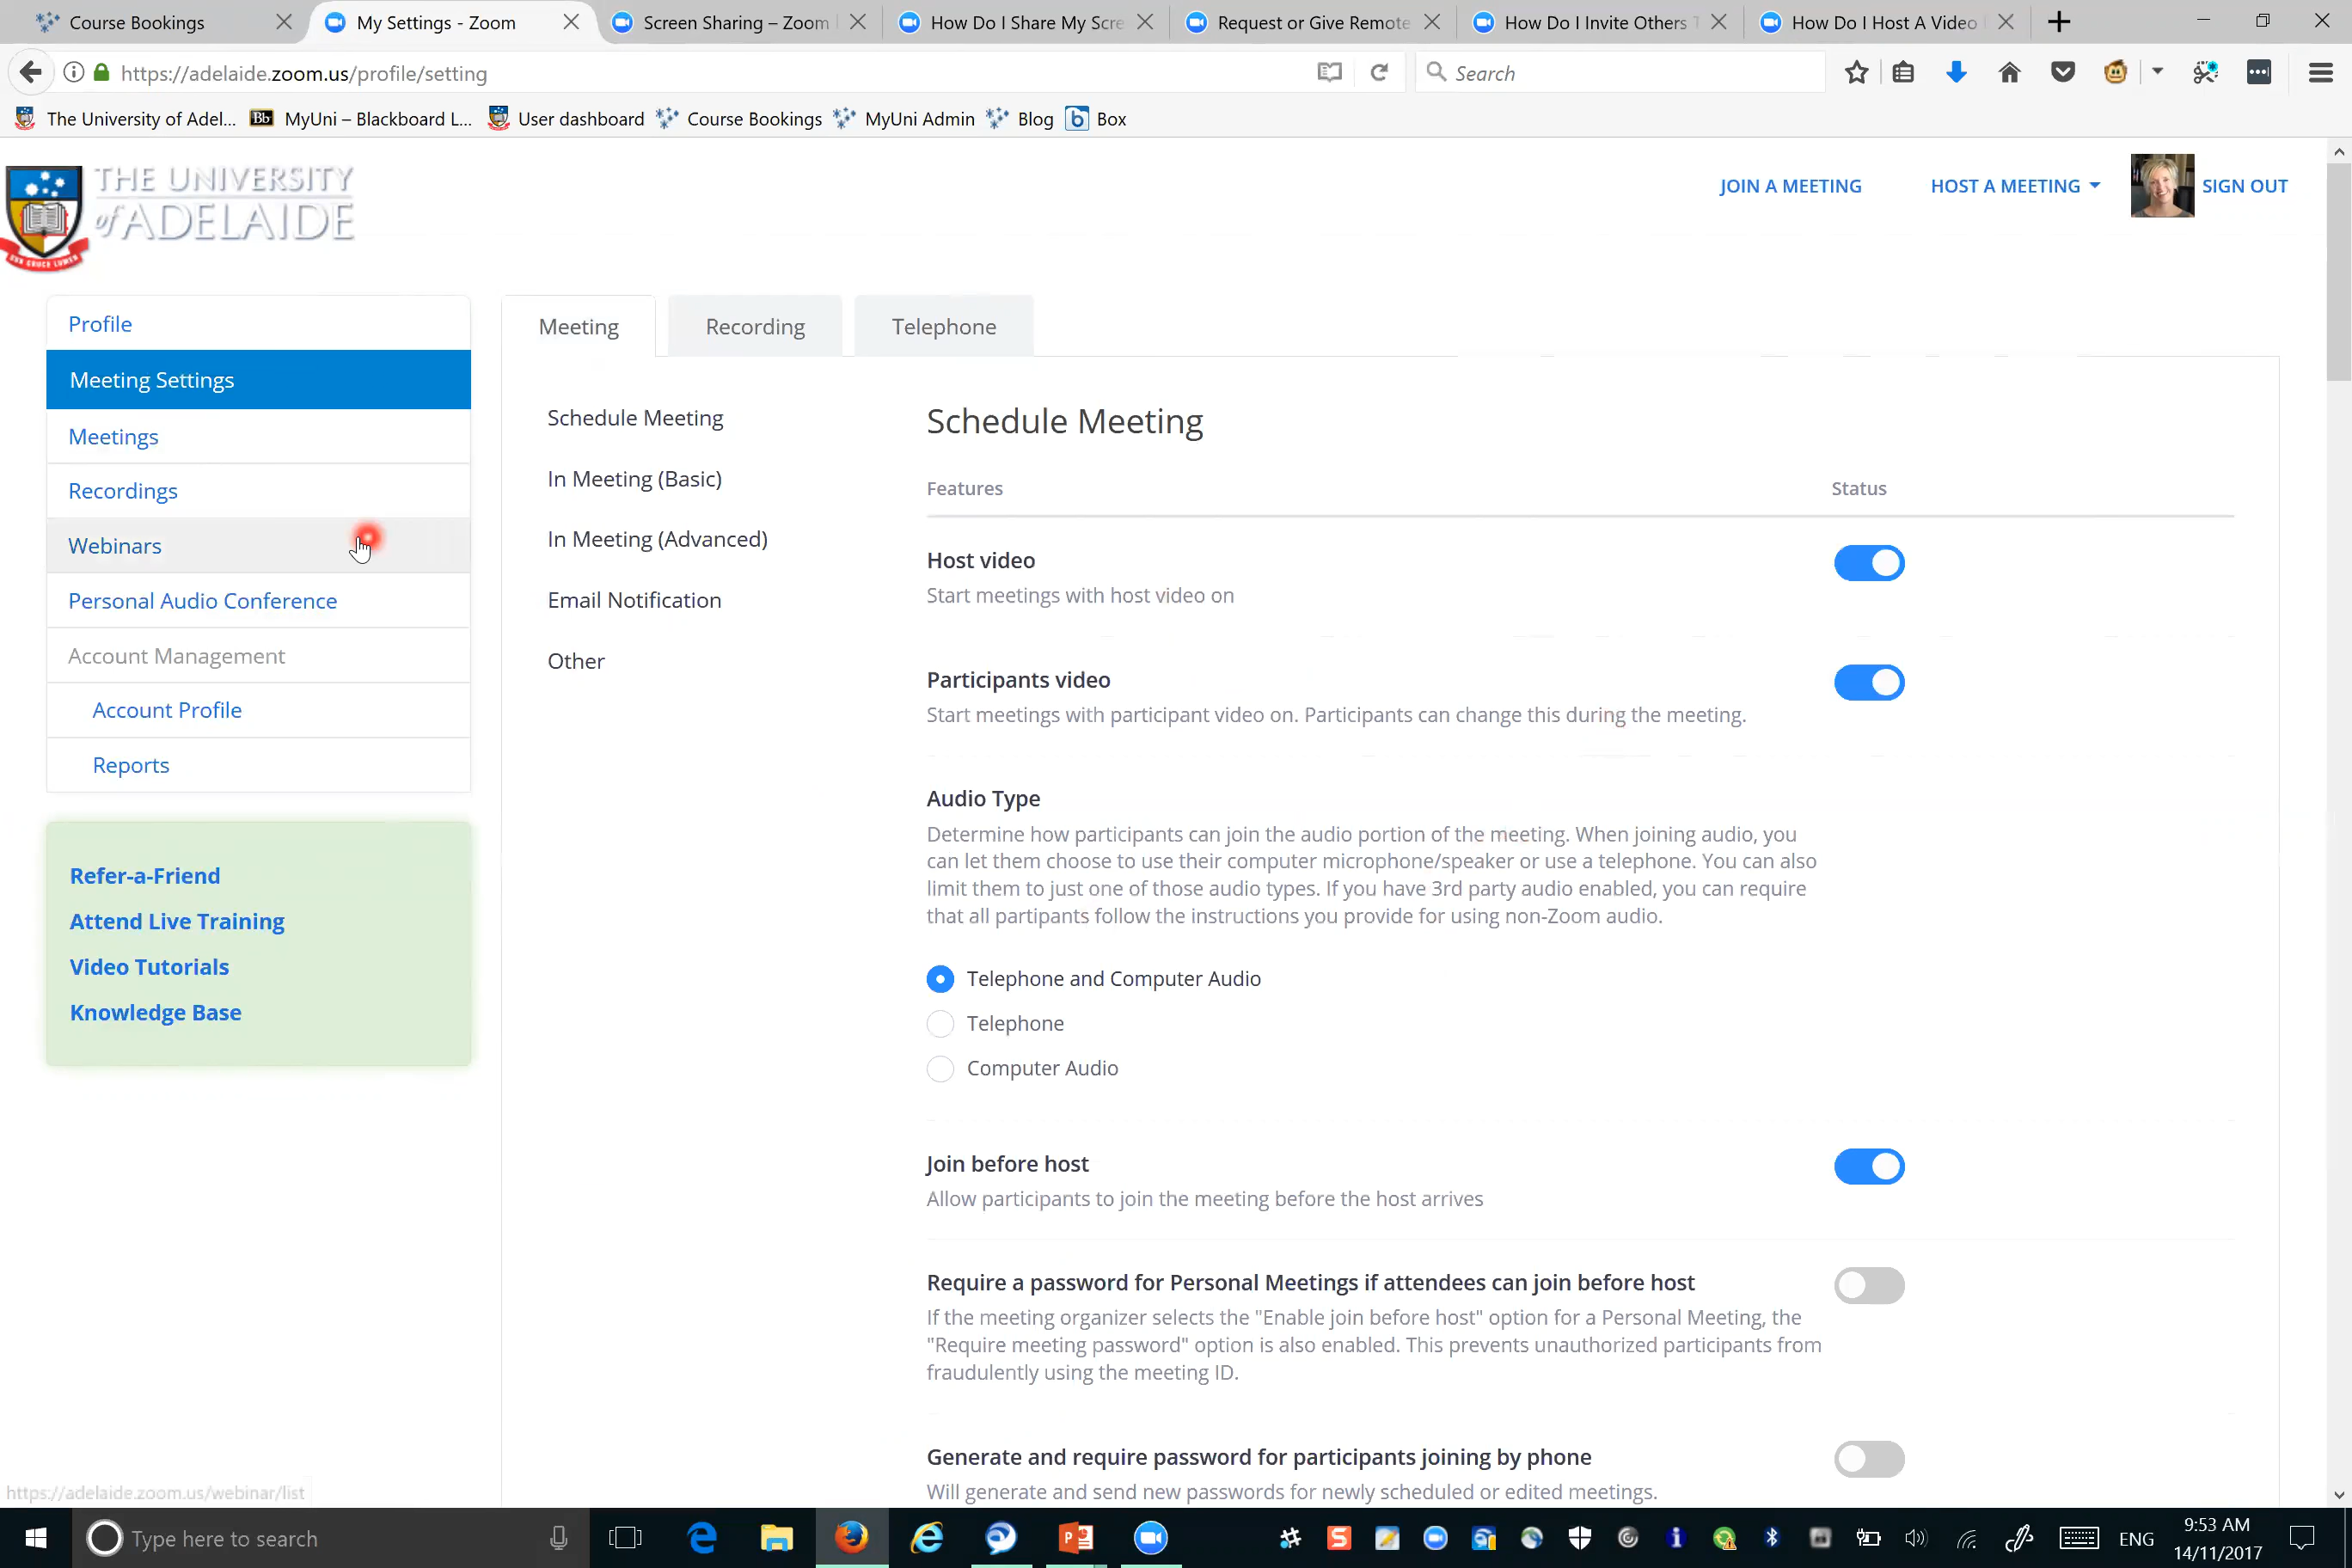 Course Bookings
My Settings - Zoom
Screen Sharing – Zoom
How Do I Share My Scre
Request or Give Remote
How Do I Invite Others T
How Do I Host A Video
https://adelaide.zoom.us/profile/setting
Search
The University of Adel...
Bb MyUni – Blackboard L...
User dashboard
Course Bookings
MyUni Admin
Blog
b Box
THE UNIVERSITY
of ADELAIDE
JOIN A MEETING
HOST A MEETING
SIGN OUT
Profile
Meeting Settings
Meetings
Recordings
Webinars
Personal Audio Conference
Account Management
Account Profile
Reports
Refer-a-Friend
Attend Live Training
Video Tutorials
Knowledge Base
Meeting
Recording
Telephone
Schedule Meeting
In Meeting (Basic)
In Meeting (Advanced)
Email Notification
Other
Schedule Meeting
Features Status
Host video
Start meetings with host video on
Participants video
Start meetings with participant video on. Participants can change this during the meeting.
Audio Type
Determine how participants can join the audio portion of the meeting. When joining audio, you
can let them choose to use their computer microphone/speaker or use a telephone. You can also
limit them to just one of those audio types. If you have 3rd party audio enabled, you can require
that all partipants follow the instructions you provide for using non-Zoom audio.
Telephone and Computer Audio
Telephone
Computer Audio
Join before host
Allow participants to join the meeting before the host arrives
Require a password for Personal Meetings if attendees can join before host
If the meeting organizer selects the "Enable join before host" option for a Personal Meeting, the
"Require meeting password" option is also enabled. This prevents unauthorized participants from
fraudulently using the meeting ID.
Generate and require password for participants joining by phone
Will generate and send new passwords for newly scheduled or edited meetings.
https://adelaide.zoom.us/webinar/list
Type here to search
ENG
9:53 AM
14/11/2017